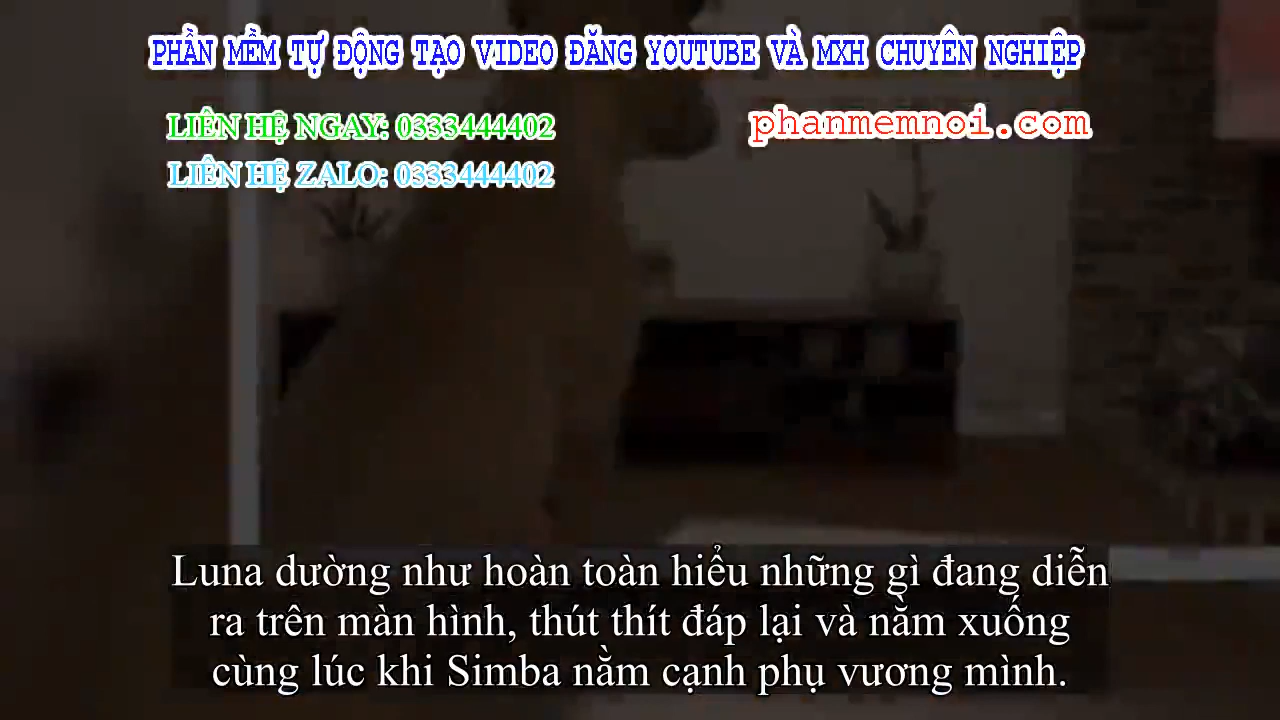 PHẦN MỀM TỰ ĐỘNG TẠO VIDEO ĐĂNG YOUTUBE VÀ MXH CHUYÊN NGHIỆP
LIÊN HỆ NGAY: 0333444402
phanmemnoi.com
LIÊN HỆ ZALO: 0333444402
Luna dường như hoàn toàn hiểu những gì đang diễn
ra trên màn hình, thút thít đáp lại và nằm xuống
cùng lúc khi Simba nằm cạnh phụ vương mình.